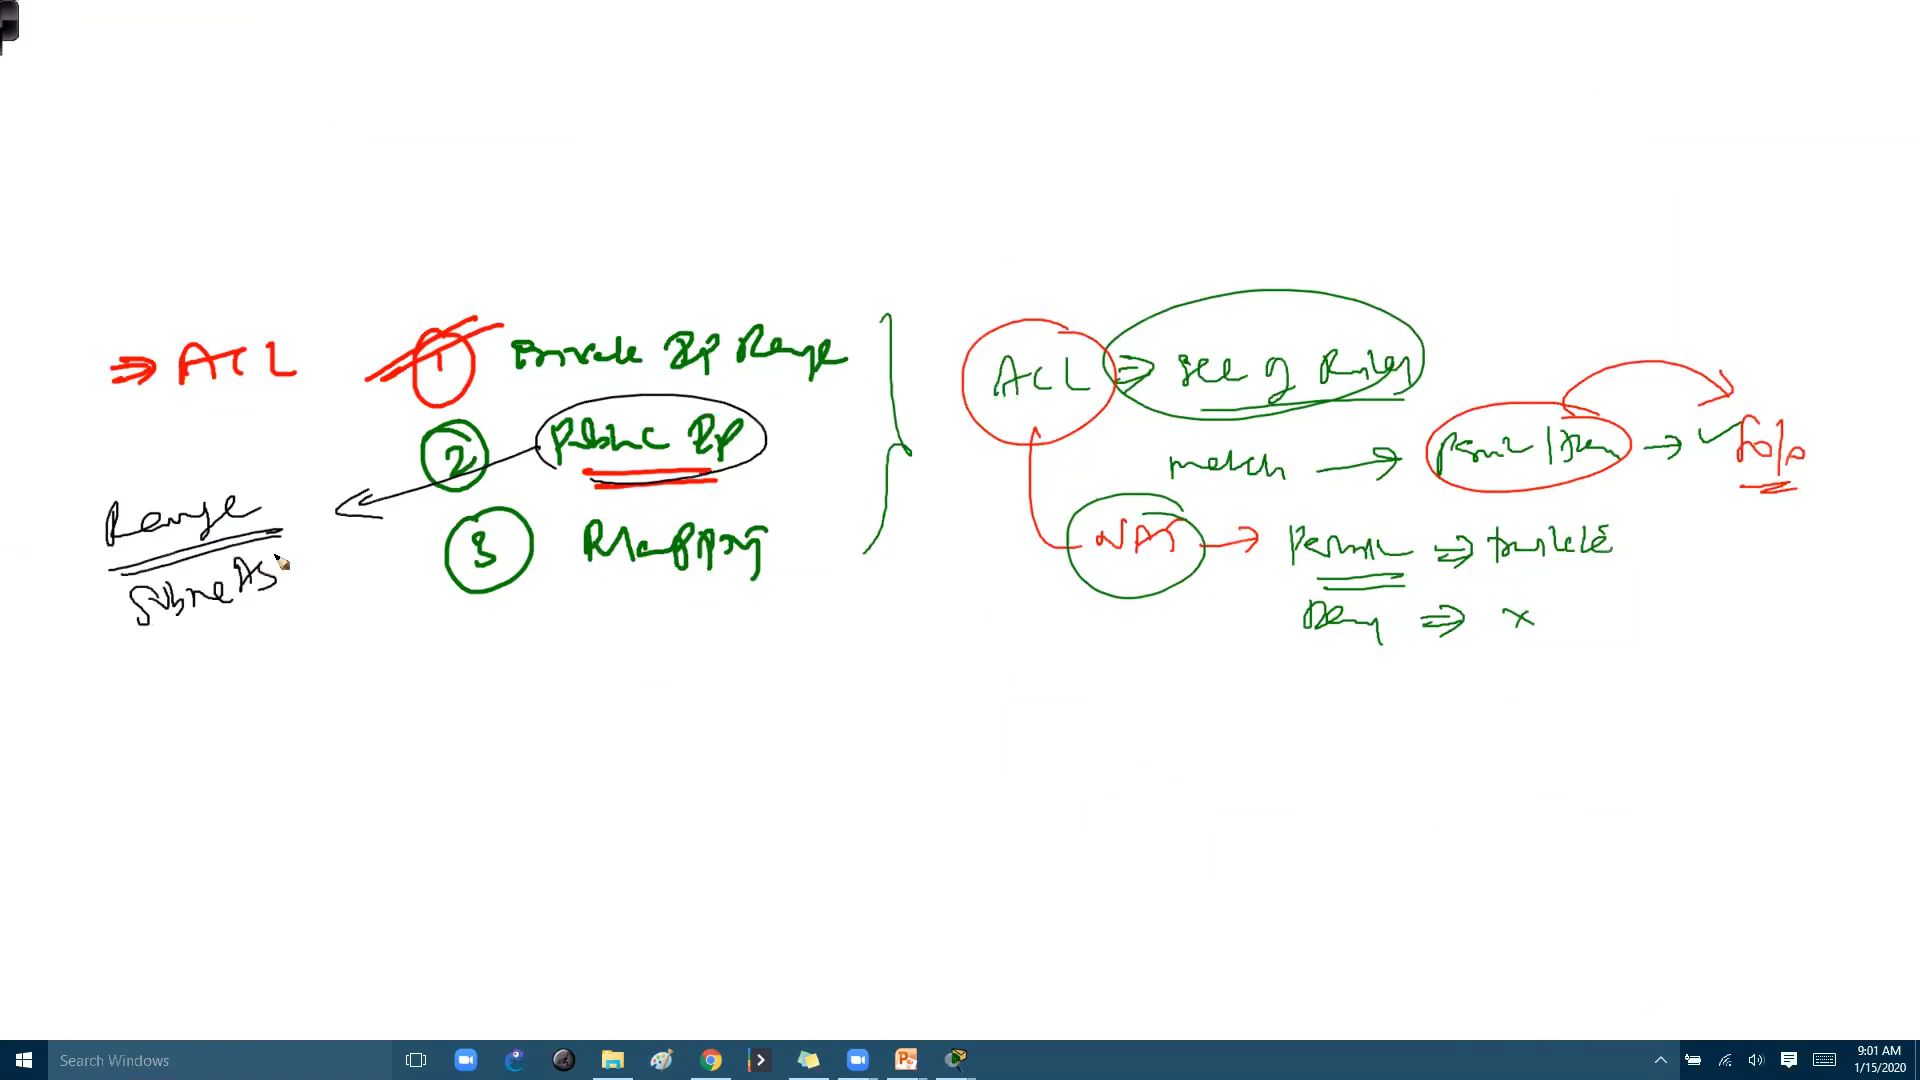 ⇒ ACL
1 Private IP Range
2 Public IP
3 Mapping
Range
Subnet
ACL ⇒ set of Rules
match → Permit | Deny →
NAT → Permit ⇒ translate
Deny ⇒ x
Search Windows
9:01 AM
1/15/2020